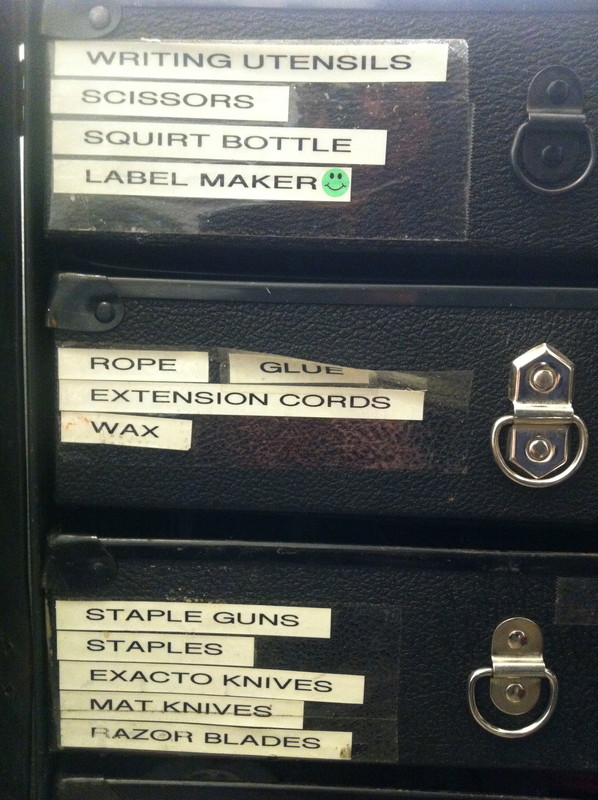 WRITING UTENSILS
SCISSORS
SQUIRT BOTTLE
LABEL MAKER
ROPE GLUE
EXTENSION CORDS
WAX
STAPLE GUNS
STAPLES
EXACTO KNIVES
MAT KNIVES
RAZOR BLADES